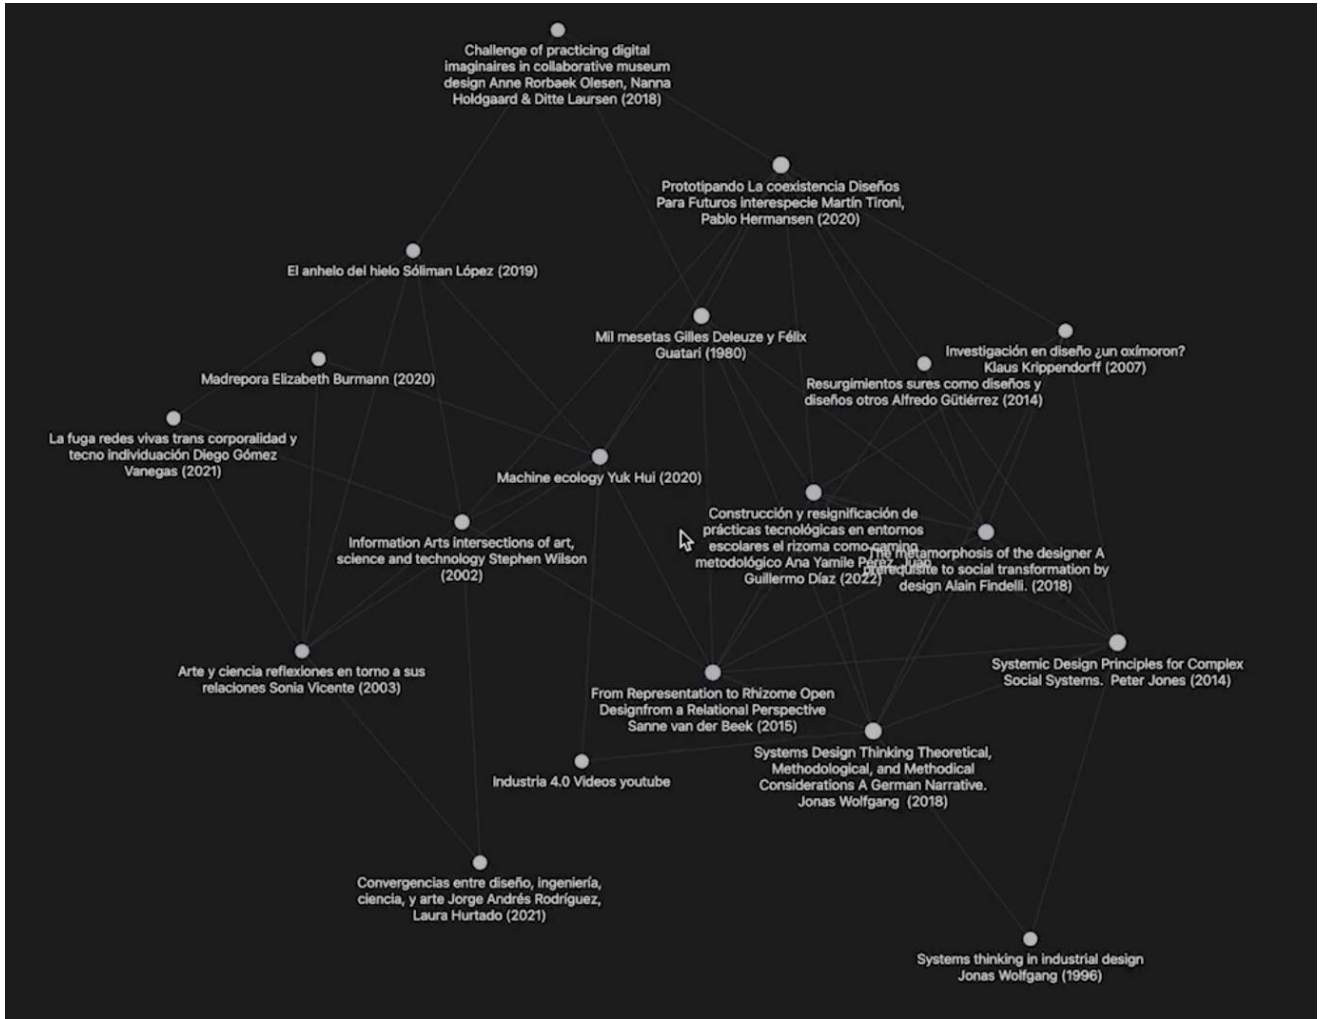 Challenge of practicing digital
imaginaires in collaborative museum
design Anne Rorbaek Olesen, Nanna
Holdgaard & Ditte Laursen (2018)
Prototipando La coexistencia Diseños
Para Futuros interespecie Martín Tironi,
Pablo Hermansen (2020)
El anhelo del hielo Sóliman López (2019)
Mil mesetas Gilles Deleuze y Félix
Guatari (1980)
Investigación en diseño ¿un oxímoron?
Klaus Krippendorff (2007)
Madrepora Elizabeth Burmann (2020)
Resurgimientos sures como diseños y
diseños otros Alfredo Gütiérrez (2014)
La fuga redes vivas trans corporalidad y
tecno individuación Diego Gómez
Vanegas (2021)
Machine ecology Yuk Hui (2020)
Construcción y resignificación de
prácticas tecnológicas en entornos
escolares el rizoma como camino
metodológico Ana Yamile Pérez, Juan
Guillermo Díaz (2022)
Information Arts intersections of art,
science and technology Stephen Wilson
(2002)
The metamorphosis of the designer A
prerequisite to social transformation by
design Alain Findelli. (2018)
Arte y ciencia reflexiones en torno a sus
relaciones Sonia Vicente (2003)
Systemic Design Principles for Complex
Social Systems. Peter Jones (2014)
From Representation to Rhizome Open
Designfrom a Relational Perspective
Sanne van der Beek (2015)
Systems Design Thinking Theoretical,
Methodological, and Methodical
Considerations A German Narrative.
Jonas Wolfgang (2018)
Industria 4.0 Videos youtube
Convergencias entre diseño, ingeniería,
ciencia, y arte Jorge Andrés Rodríguez,
Laura Hurtado (2021)
Systems thinking in industrial design
Jonas Wolfgang (1996)